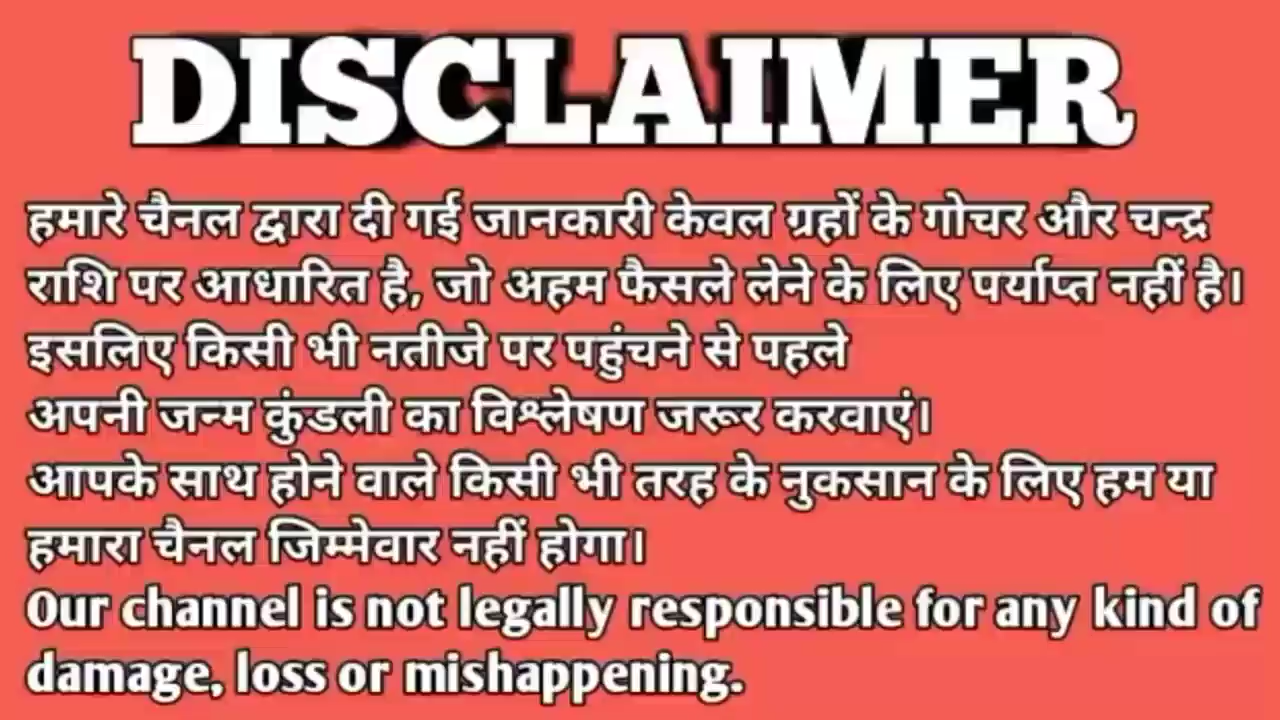 DISCLAIMER
हमारे चैनल द्वारा दी गई जानकारी केवल ग्रहों के गोचर और चन्द्र
राशि पर आधारित है, जो अहम फैसले लेने के लिए पर्याप्त नहीं है।
इसलिए किसी भी नतीजे पर पहुंचने से पहले
अपनी जन्म कुंडली का विश्लेषण जरूर करवाएं।
आपके साथ होने वाले किसी भी तरह के नुकसान के लिए हम या
हमारा चैनल जिम्मेवार नहीं होगा।
Our channel is not legally responsible for any kind of
damage, loss or mishappening.